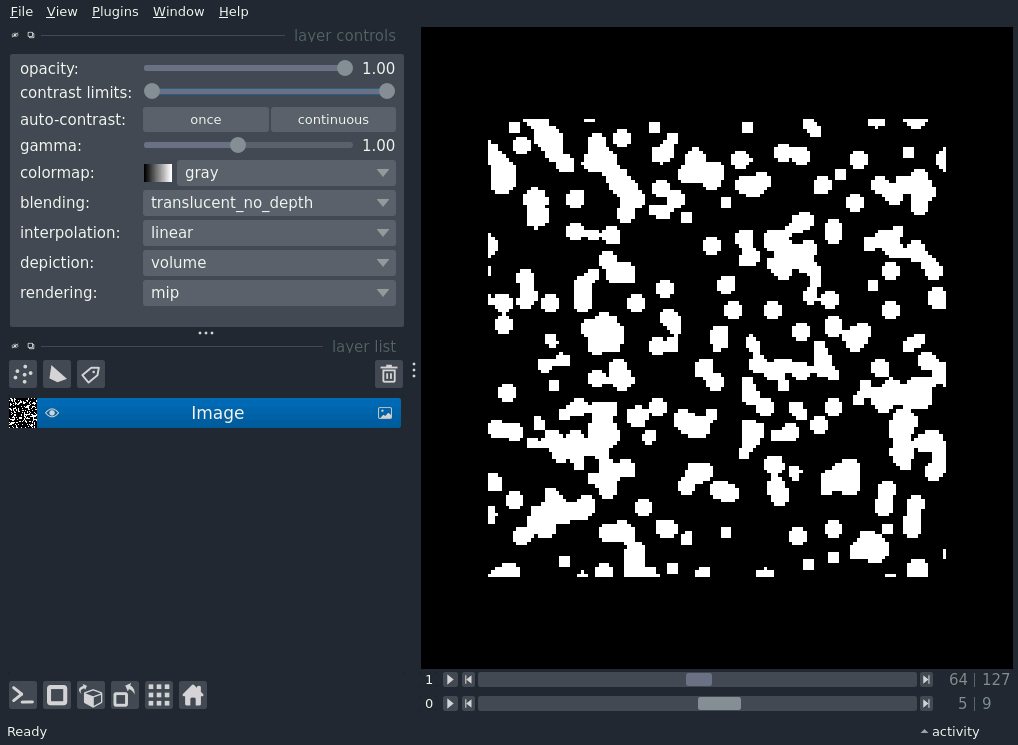 File View Plugins Window Help
layer controls
opacity: 1.00
contrast limits:
auto-contrast: once continuous
gamma: 1.00
colormap: gray
blending: translucent_no_depth
interpolation: linear
depiction: volume
rendering: mip
layer list
Image
1 64 | 127
0 5 | 9
Ready activity